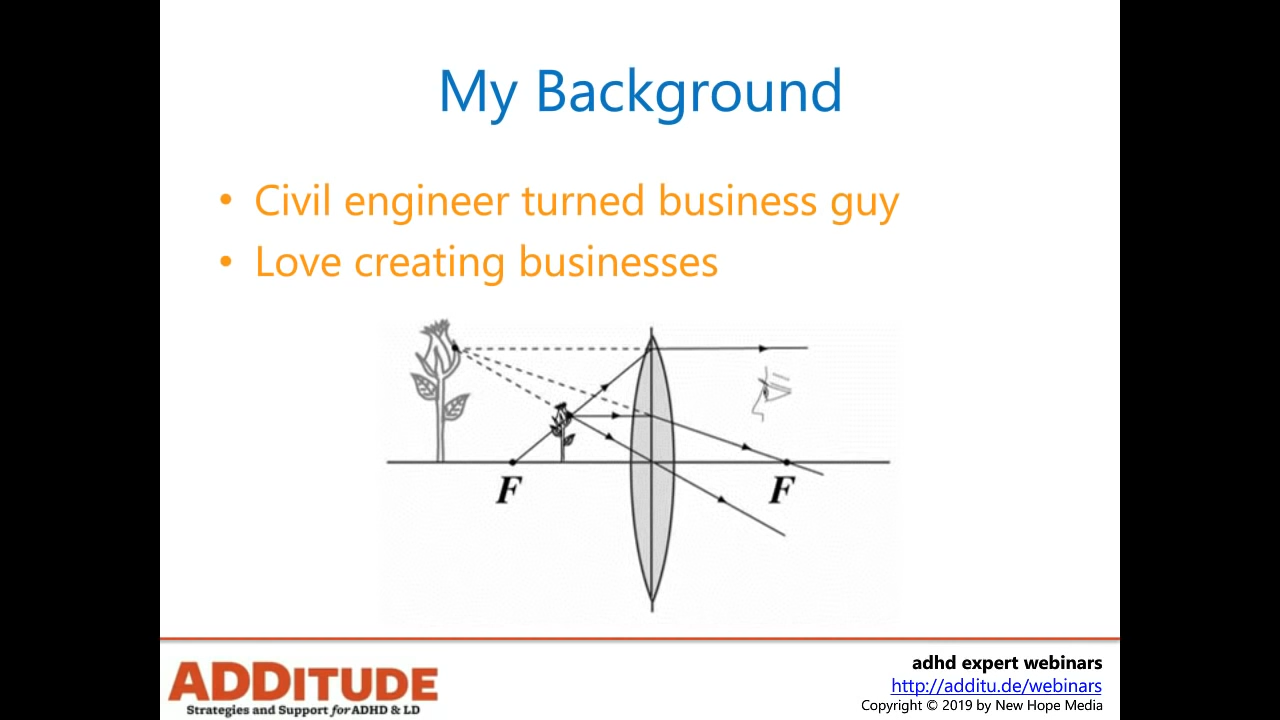 My Background
• Civil engineer turned business guy
• Love creating businesses
F
F
ADDITUDE
Strategies and Support for ADHD & LD
adhd expert webinars
http://additu.de/webinars
Copyright © 2019 by New Hope Media